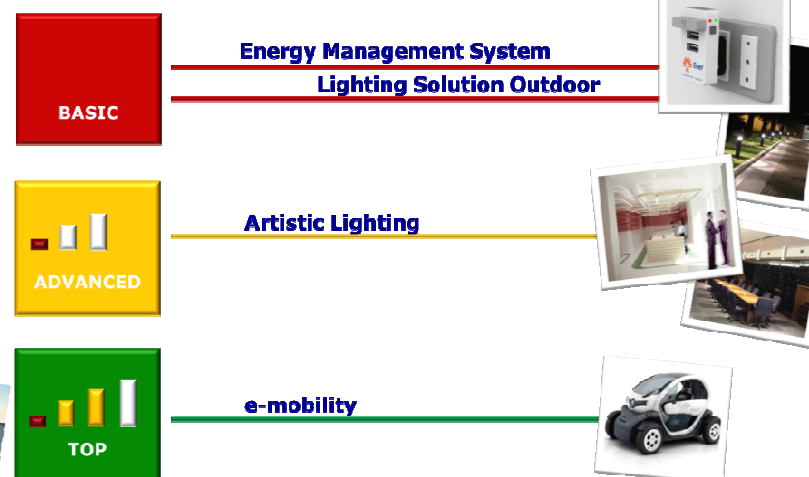 Energy Management System
Lighting Solution Outdoor
BASIC
Artistic Lighting
ADVANCED
e-mobility
TOP